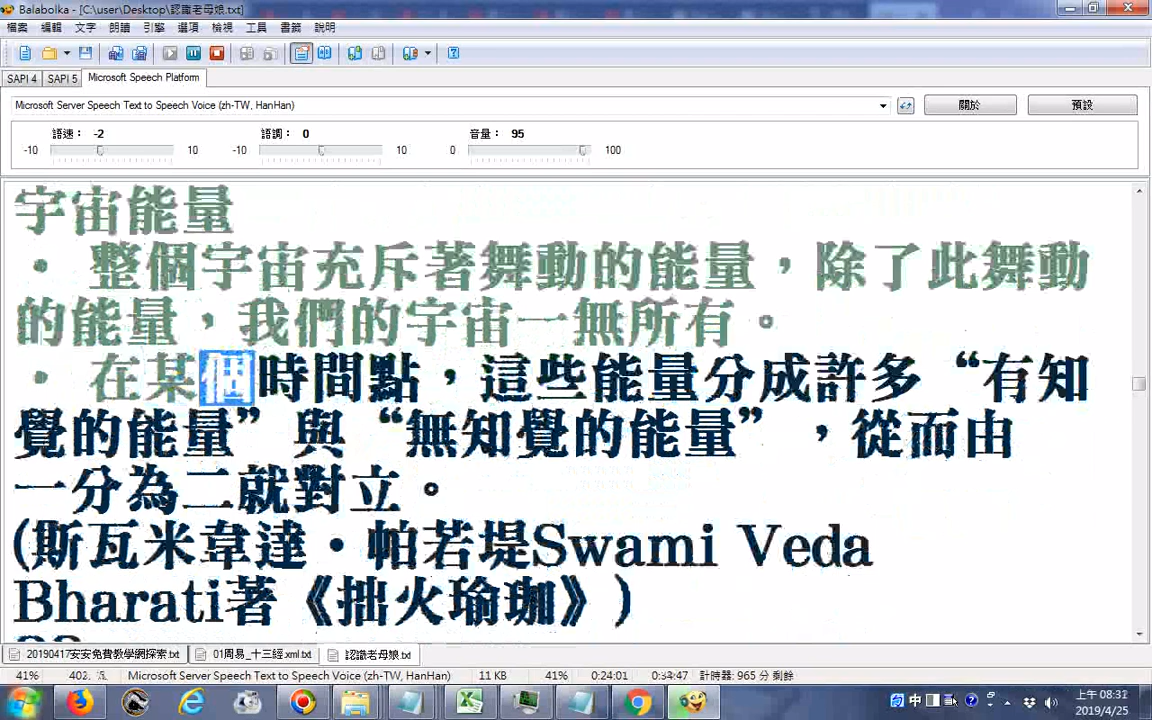 Balabolka - [C:\user\Desktop\認識老母娘.txt]
檔案 編輯 文字 朗讀 引擎 選項 檢視 工具 書籤 說明
SAPI 4 SAPI 5 Microsoft Speech Platform
Microsoft Server Speech Text to Speech Voice (zh-TW, HanHan) 關於 預設
語速： -2 語調： 0 音量： 95
-10 10 -10 10 0 100
宇宙能量
• 整個宇宙充斥著舞動的能量，除了此舞動
的能量，我們的宇宙一無所有。
• 在某個時間點，這些能量分成許多“有知
覺的能量”與“無知覺的能量”，從而由
一分為二就對立。
(斯瓦米韋達•帕若堤Swami Veda
Bharati著《拙火瑜珈》)
20190417安安免費教學網探索.txt 01周易_十三經.xml.txt 認識老母娘.txt
41% Microsoft Server Speech Text to Speech Voice (zh-TW, HanHan) 11 KB 41% 0:24:01 0:34:47 計時器: 965 分 剩餘
中 上午 08:32
2019/4/25